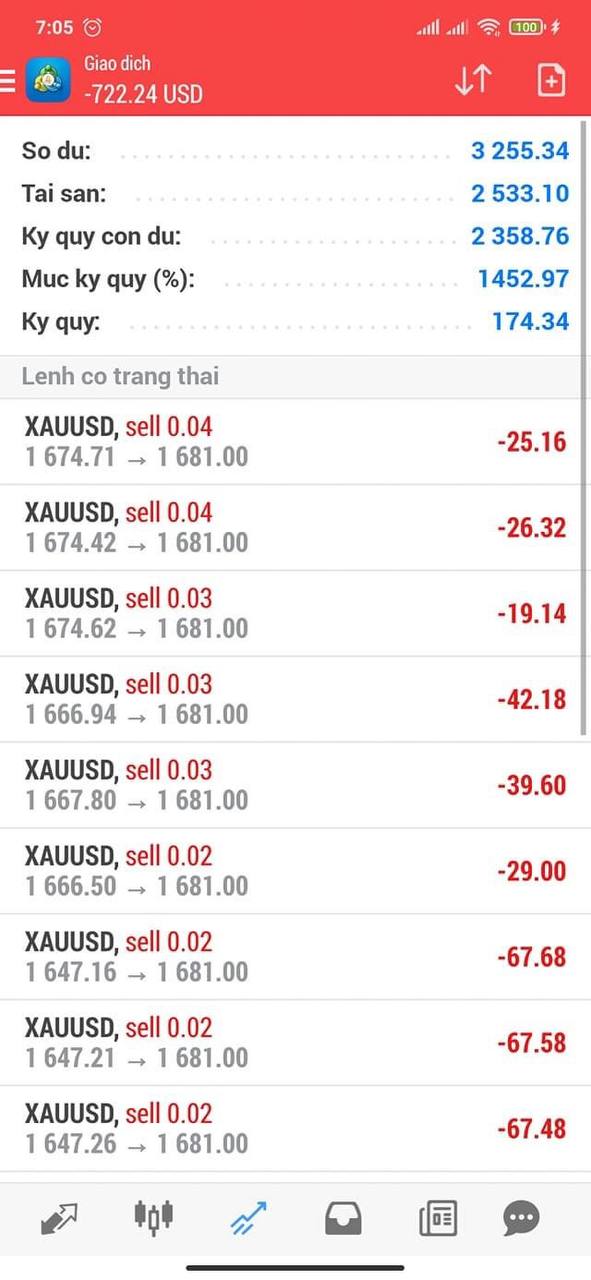 7:05
100
Giao dich
-722.24 USD
So du: 3 255.34
Tai san: 2 533.10
Ky quy con du: 2 358.76
Muc ky quy (%): 1452.97
Ky quy: 174.34
Lenh co trang thai
XAUUSD, sell 0.04
1 674.71 → 1 681.00 -25.16
XAUUSD, sell 0.04
1 674.42 → 1 681.00 -26.32
XAUUSD, sell 0.03
1 674.62 → 1 681.00 -19.14
XAUUSD, sell 0.03
1 666.94 → 1 681.00 -42.18
XAUUSD, sell 0.03
1 667.80 → 1 681.00 -39.60
XAUUSD, sell 0.02
1 666.50 → 1 681.00 -29.00
XAUUSD, sell 0.02
1 647.16 → 1 681.00 -67.68
XAUUSD, sell 0.02
1 647.21 → 1 681.00 -67.58
XAUUSD, sell 0.02
1 647.26 → 1 681.00 -67.48